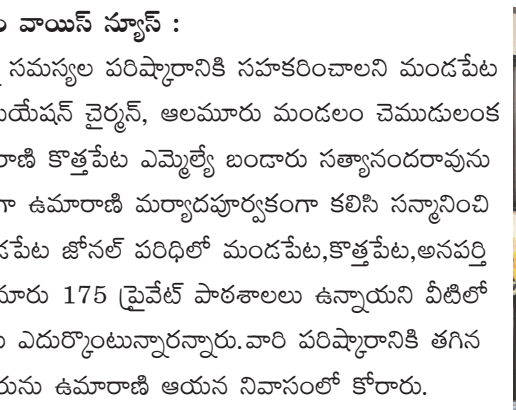 వాయిస్ న్యూస్ :
సమస్యల పరిష్కారానికి సహకరించాలని మండపేట
చైర్మన్, ఆలమూరు మండలం చెముడులంక
కొత్తపేట ఎమ్మెల్యే బండారు సత్యానందరావును
ఉమారాణి మర్యాదపూర్వకంగా కలిసి సన్మానించి
జోనల్ పరిధిలో మండపేట,కొత్తపేట,అనపర్తి
175 ప్రైవేట్ పాఠశాలలు ఉన్నాయని వీటిలో
ఎదుర్కొంటున్నారన్నారు.వారి పరిష్కారానికి తగిన
ఉమారాణి ఆయన నివాసంలో కోరారు.